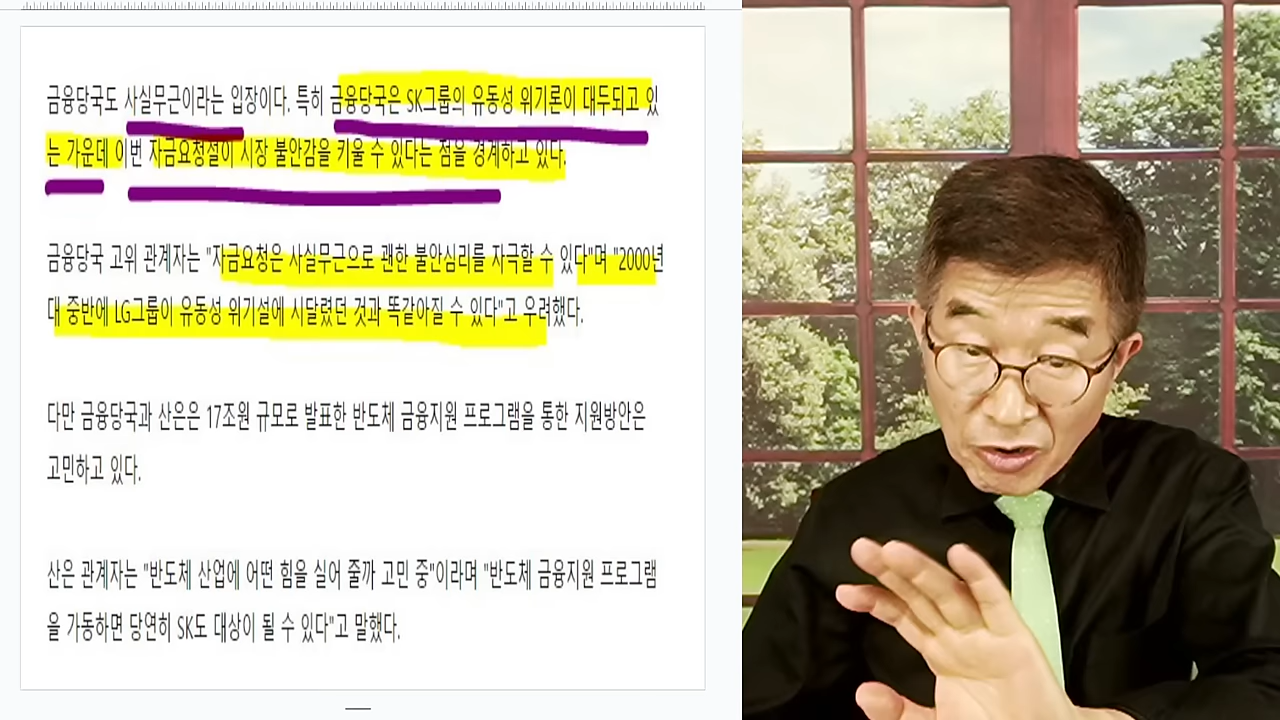 금융당국도 사실무근이라는 입장이다. 특히 금융당국은 SK그룹의 유동성 위기론이 대두되고 있
는 가운데 이번 자금요청설이 시장 불안감을 키울 수 있다는 점을 경계하고 있다.
금융당국 고위 관계자는 "자금요청은 사실무근으로 괜한 불안심리를 자극할 수 있다"며 "2000년
대 중반에 LG그룹이 유동성 위기설에 시달렸던 것과 똑같아질 수 있다"고 우려했다.
다만 금융당국과 산은은 17조원 규모로 발표한 반도체 금융지원 프로그램을 통한 지원방안은
고민하고 있다.
산은 관계자는 "반도체 산업에 어떤 힘을 실어 줄까 고민 중"이라며 "반도체 금융지원 프로그램
을 가동하면 당연히 SK도 대상이 될 수 있다"고 말했다.